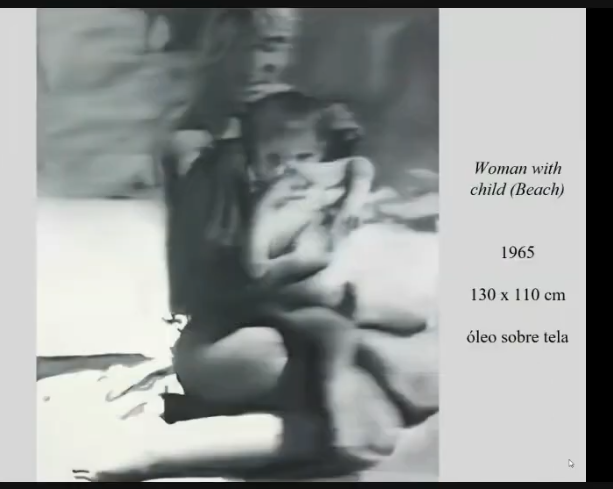 Woman with
child (Beach)
1965
130 x 110 cm
óleo sobre tela